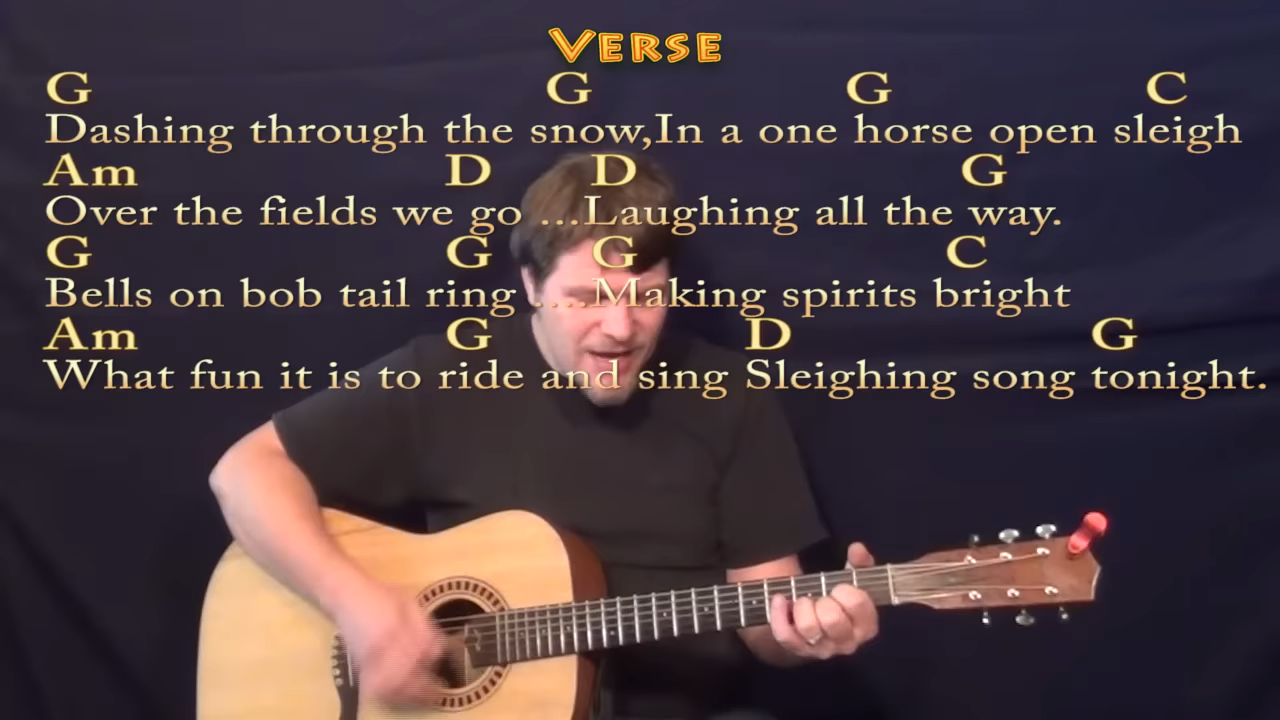 VERSE
G G G C
Dashing through the snow,In a one horse open sleigh
Am D D G
Over the fields we go ...Laughing all the way.
G G G C
Bells on bob tail ring ....Making spirits bright
Am G D G
What fun it is to ride and sing Sleighing song tonight.